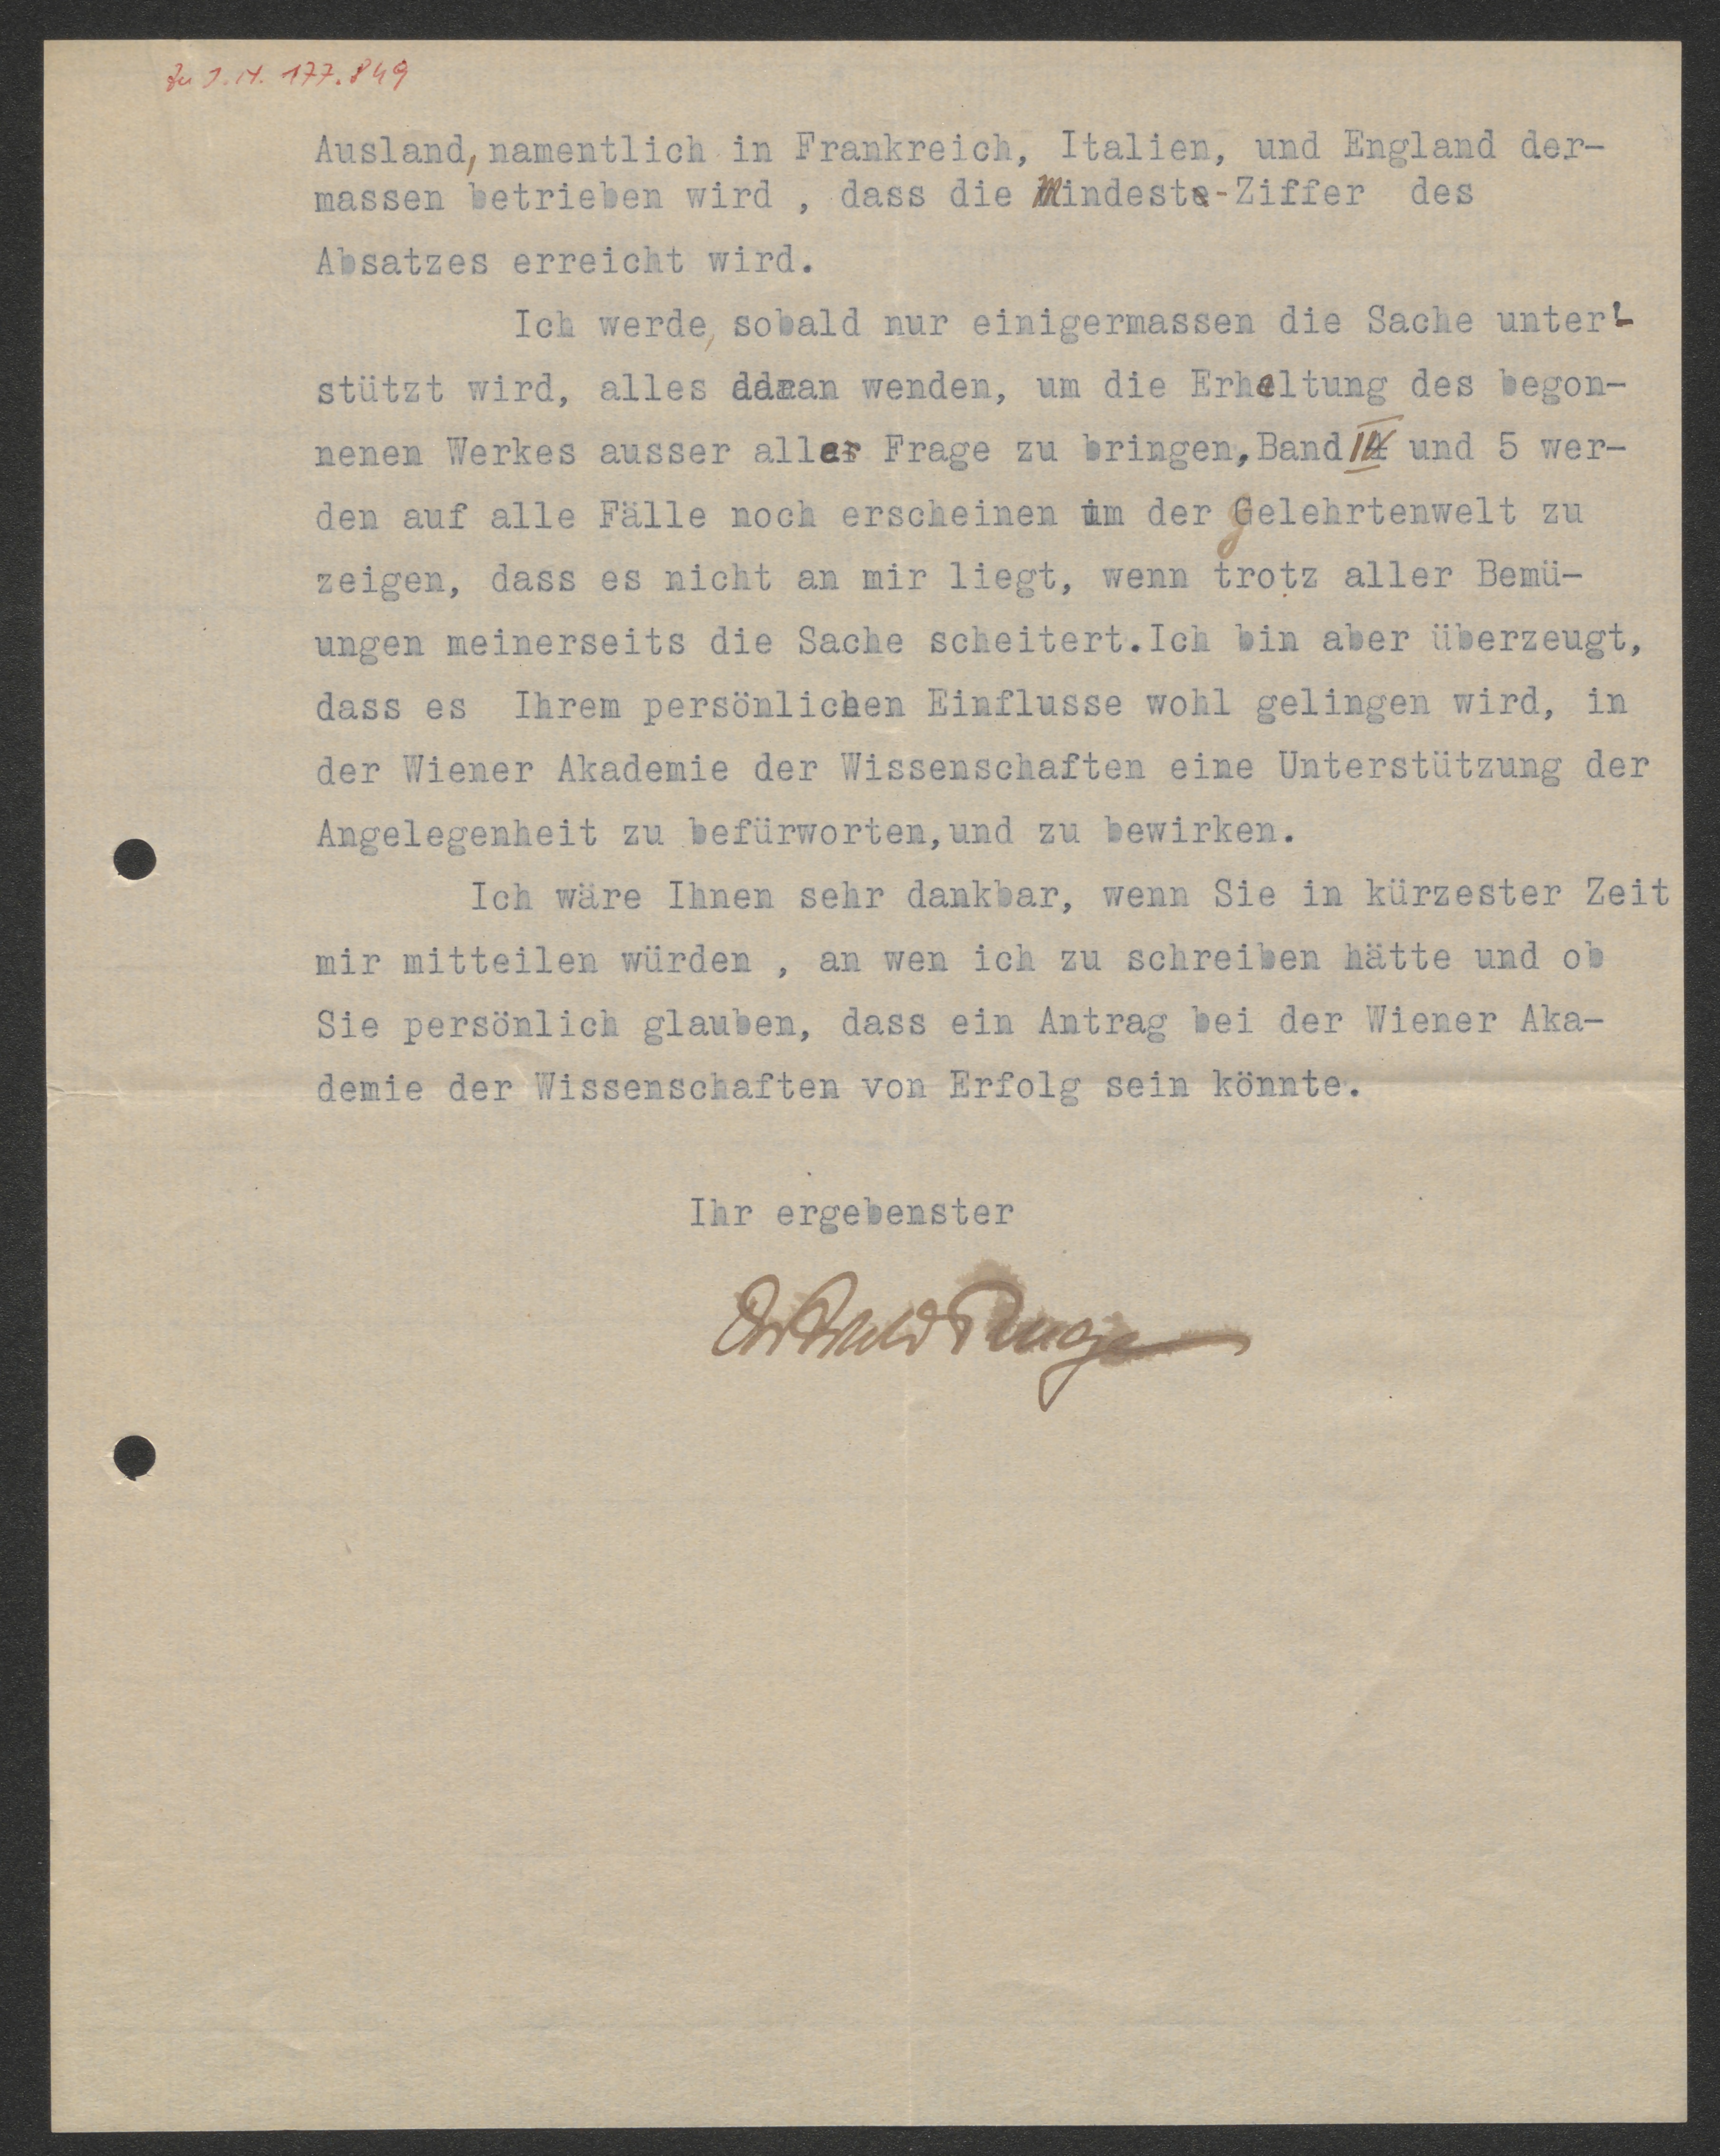 Zu I.N. 177.849
Ausland, namentlich in Frankreich, Italien, und England der-
massen betrieben wird , dass die Mindest-Ziffer des
Absatzes erreicht wird.
Ich werde, sobald nur einigermassen die Sache unter-
stützt wird, alles daran wenden, um die Erhaltung des begon-
nenen Werkes ausser aller Frage zu bringen, Band IV und 5 wer-
den auf alle Fälle noch erscheinen um der Gelehrtenwelt zu
zeigen, dass es nicht an mir liegt, wenn trotz aller Bemü-
ungen meinerseits die Sache scheitert. Ich bin aber überzeugt,
dass es Ihrem persönlichen Einflusse wohl gelingen wird, in
der Wiener Akademie der Wissenschaften eine Unterstützung der
Angelegenheit zu befürworten, und zu bewirken.
Ich wäre Ihnen sehr dankbar, wenn Sie in kürzester Zeit
mir mitteilen würden , an wen ich zu schreiben hätte und ob
Sie persönlich glauben, dass ein Antrag bei der Wiener Aka-
demie der Wissenschaften von Erfolg sein könnte.
Ihr ergebenster
Dr Arnold Ruge